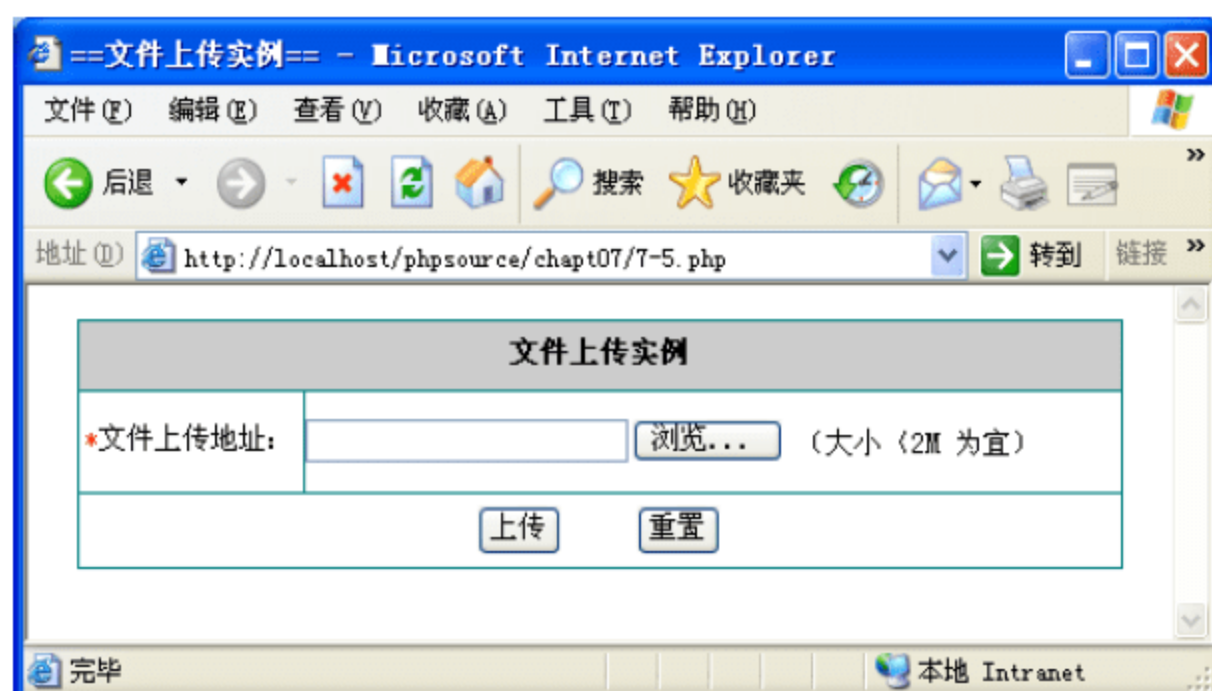 ==文件上传实例== - Microsoft Internet Explorer
文件(F) 编辑(E) 查看(V) 收藏(A) 工具(T) 帮助(H)
后退 搜索 收藏夹 »
地址(D) http://localhost/phpsource/chapt07/7-5.php 转到 链接 »
文件上传实例
*文件上传地址: 浏览... (大小〈2M 为宜)
上传 重置
完毕 本地 Intranet